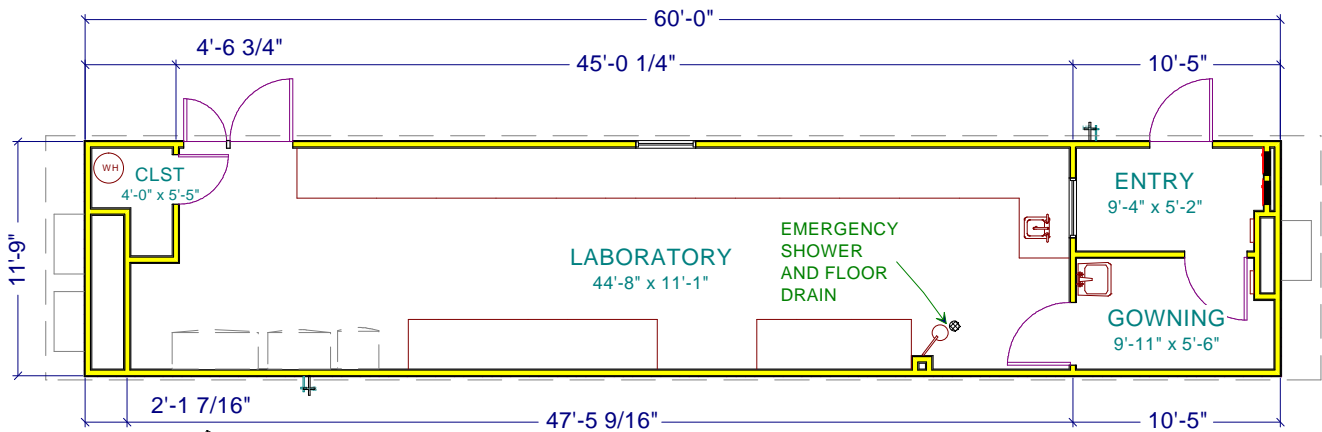 60'-0"
4'-6 3/4"
45'-0 1/4"
10'-5"
11'-9"
WH
CLST
4'-0" x 5'-5"
ENTRY
9'-4" x 5'-2"
EMERGENCY
SHOWER
AND FLOOR
DRAIN
LABORATORY
44'-8" x 11'-1"
GOWNING
9'-11" x 5'-6"
2'-1 7/16"
47'-5 9/16"
10'-5"